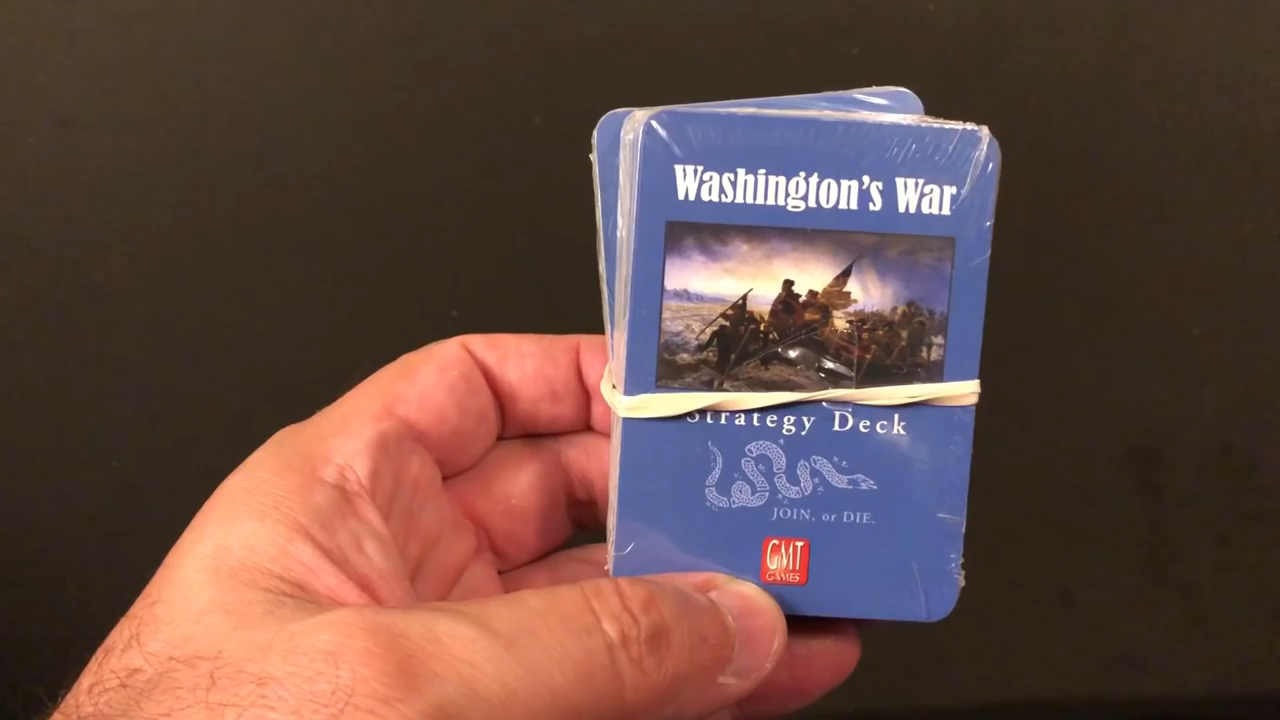 Washington's War
Strategy Deck
JOIN, or DIE.
GMT
GAMES